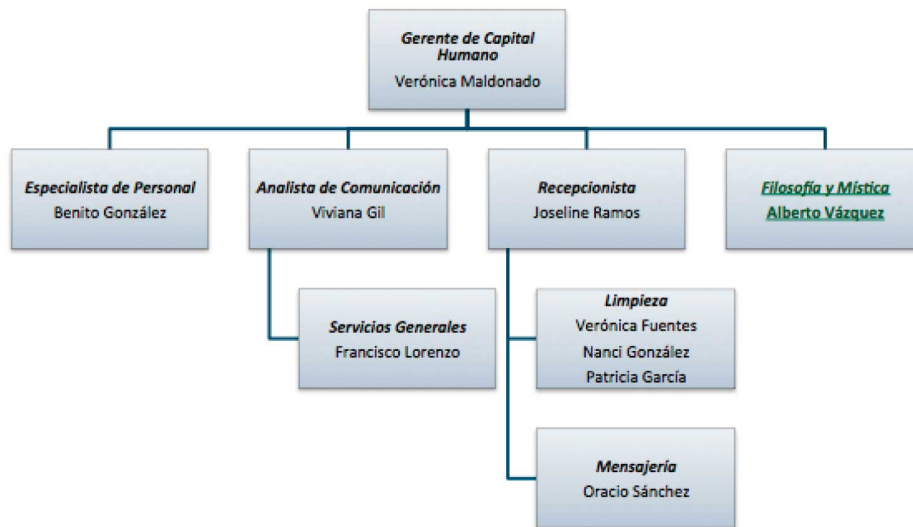 Gerente de Capital
Humano
Verónica Maldonado
Especialista de Personal
Benito González
Analista de Comunicación
Viviana Gil
Recepcionista
Joseline Ramos
Filosofía y Mística
Alberto Vázquez
Servicios Generales
Francisco Lorenzo
Limpieza
Verónica Fuentes
Nanci González
Patricia García
Mensajería
Oracio Sánchez